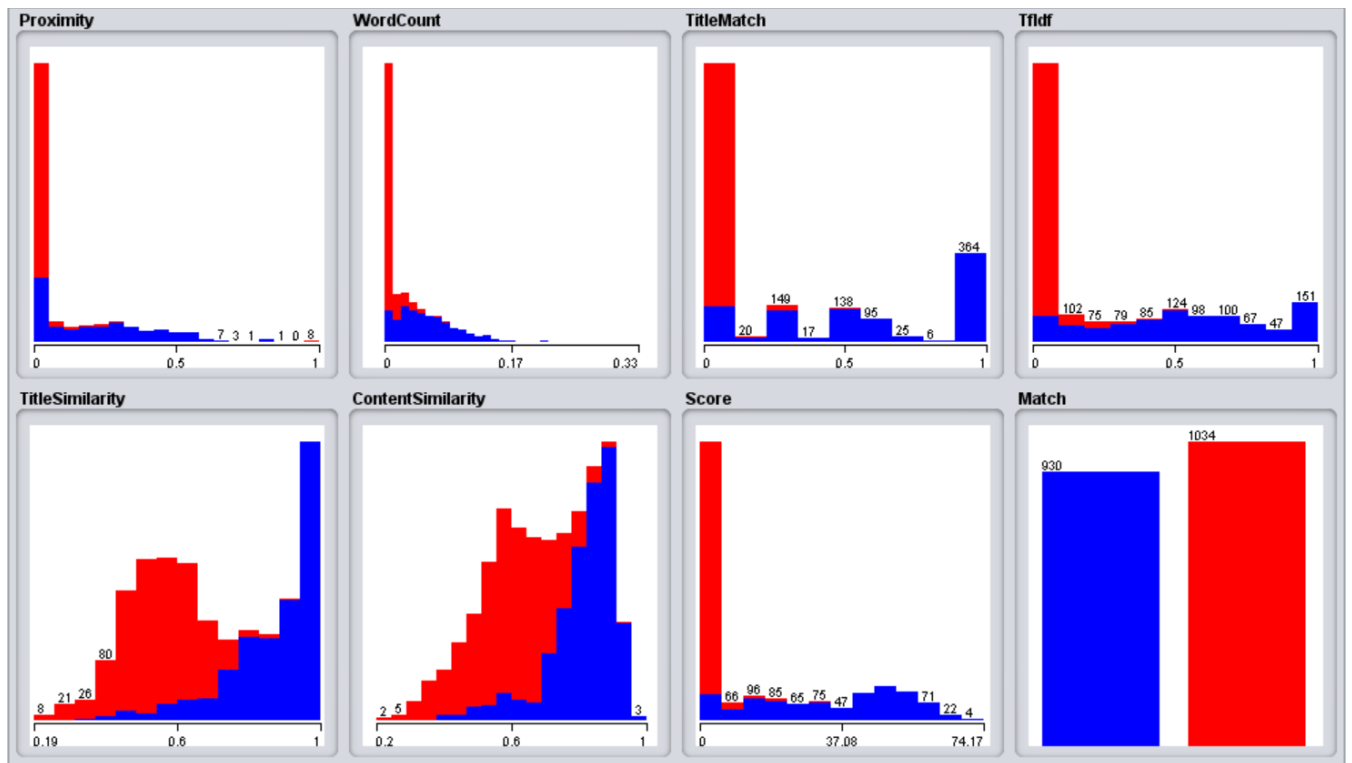 Proximity
7 3 1 1 0 8
0 0.5 1
WordCount
0 0.17 0.33
TitleMatch
364
149
138
95
20 17 25 6
0 0.5 1
TfIdf
151
102 75 79 85 124 98 100 67 47
0 0.5 1
TitleSimilarity
80
8 21 26
0.19 0.6 1
ContentSimilarity
2 5 3
0.2 0.6 1
Score
66 96 85 65 75 47 71 22 4
0 37.08 74.17
Match
1034
930